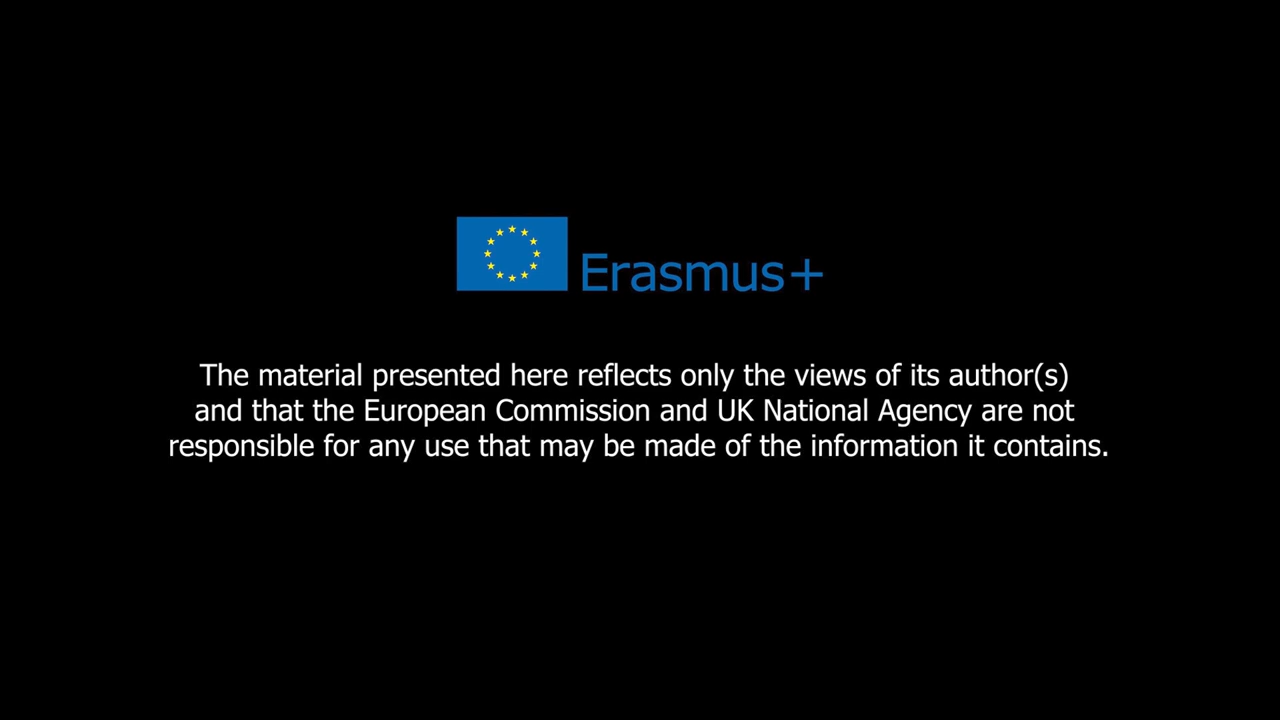 Erasmus+
The material presented here reflects only the views of its author(s)
and that the European Commission and UK National Agency are not
responsible for any use that may be made of the information it contains.